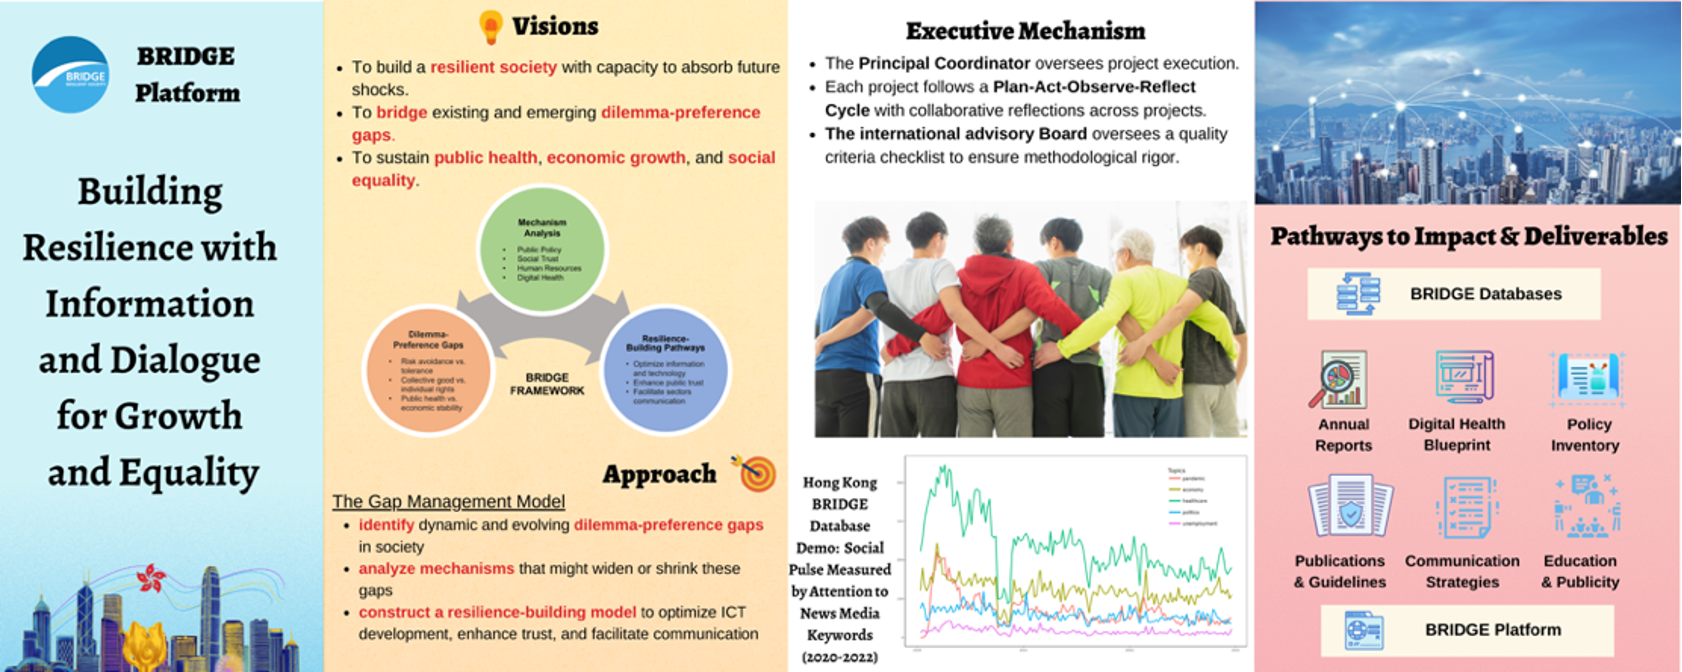 BRIDGE
BRIDGE
Platform
Building
Resilience with
Information
and Dialogue
for Growth
and Equality
Visions
• To build a resilient society with capacity to absorb future
shocks.
• To bridge existing and emerging dilemma-preference
gaps.
• To sustain public health, economic growth, and social
equality.
Mechanism
Analysis
• Public Policy
• Social Trust
• Human Resources
• Digital Health
Dilemma-
Preference Gaps
• Risk avoidance vs.
tolerance
• Collective good vs.
individual rights
• Public health vs.
economic stability
Resilience-
Building Pathways
• Optimize information
and technology
• Enhance public trust
• Facilitate sectors
communication
BRIDGE
FRAMEWORK
Approach
The Gap Management Model
• identify dynamic and evolving dilemma-preference gaps
in society
• analyze mechanisms that might widen or shrink these
gaps
• construct a resilience-building model to optimize ICT
development, enhance trust, and facilitate communication
Executive Mechanism
• The Principal Coordinator oversees project execution.
• Each project follows a Plan-Act-Observe-Reflect
Cycle with collaborative reflections across projects.
• The international advisory Board oversees a quality
criteria checklist to ensure methodological rigor.
Hong Kong
BRIDGE
Database
Demo: Social
Pulse Measured
by Attention to
News Media
Keywords
(2020-2022)
Topics
pandemic
economy
healthcare
politics
unemployment
Pathways to Impact & Deliverables
BRIDGE Databases
Annual
Reports
Digital Health
Blueprint
Policy
Inventory
Publications
& Guidelines
Communication
Strategies
Education
& Publicity
BRIDGE Platform